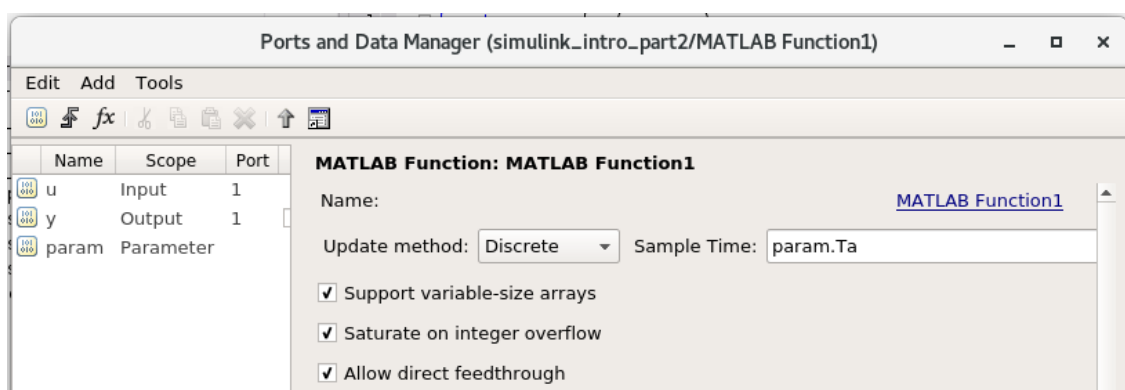 Ports and Data Manager (simulink_intro_part2/MATLAB Function1)
Edit Add Tools
fx
Name Scope Port
u Input 1
y Output 1
param Parameter
MATLAB Function: MATLAB Function1
Name: MATLAB Function1
Update method: Discrete Sample Time: param.Ta
Support variable-size arrays
Saturate on integer overflow
Allow direct feedthrough